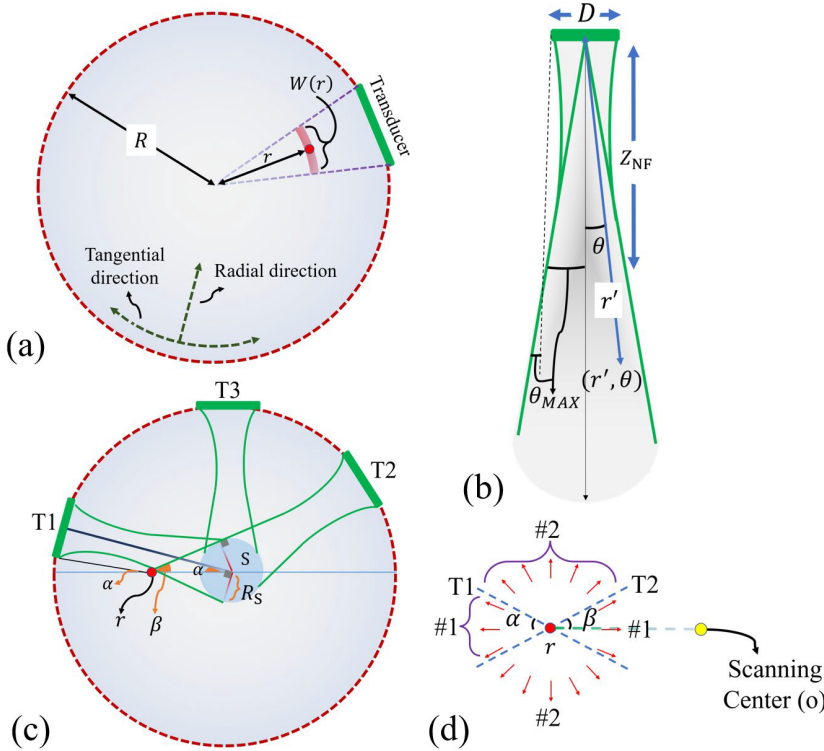 Transducer
W(r)
R
r
Tangential
direction
Radial direction
(a)
D
Z_NF
θ
r′
(r′, θ)
θ_MAX
(b)
T3
T2
T1
S
α
α
R_S
r
β
(c)
#2
T1
T2
#1
α
β
#1
r
#2
Scanning
Center (o)
(d)